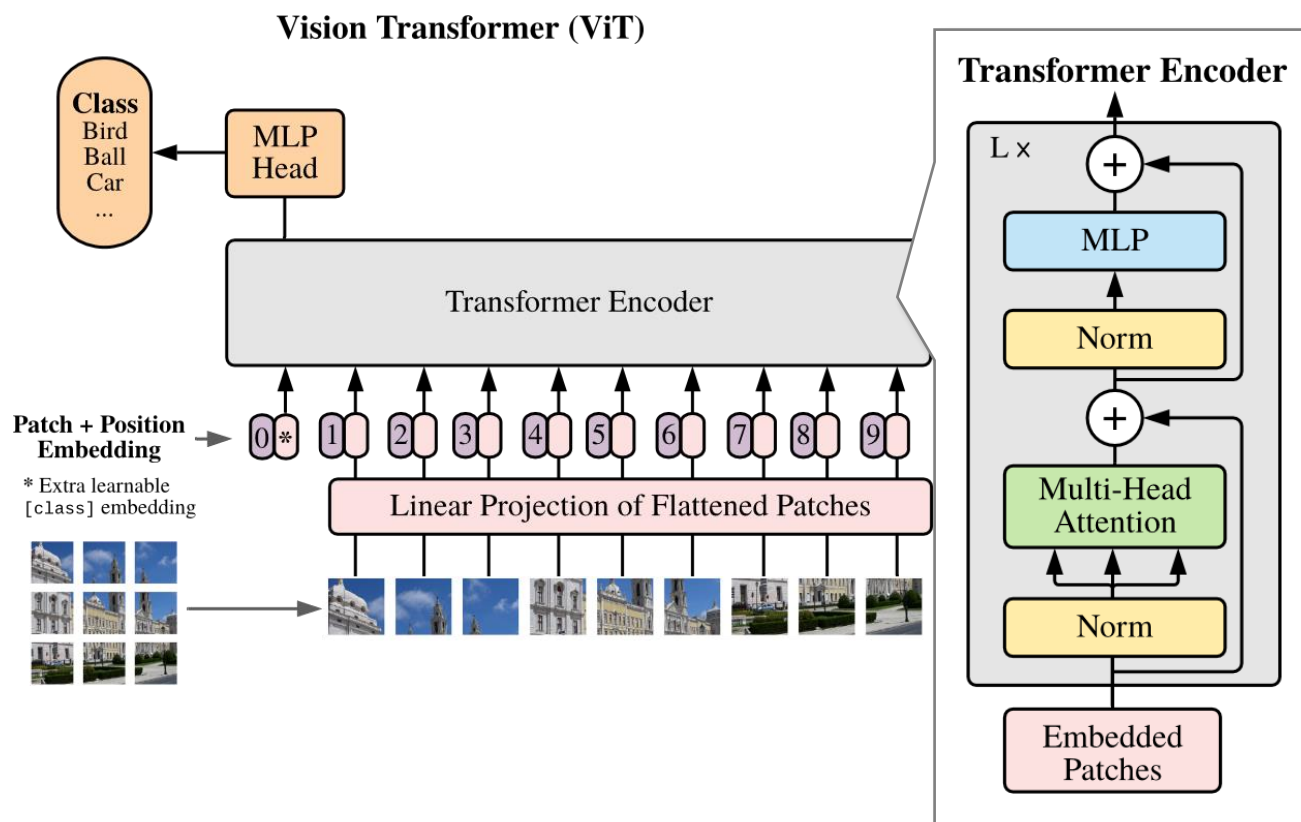 Vision Transformer (ViT)
Class
Bird
Ball
Car
...
MLP
Head
Transformer Encoder
Patch + Position
Embedding
* Extra learnable
[class] embedding
0 * 1 2 3 4 5 6 7 8 9
Linear Projection of Flattened Patches
Transformer Encoder
L ×
+
MLP
Norm
+
Multi-Head
Attention
Norm
Embedded
Patches